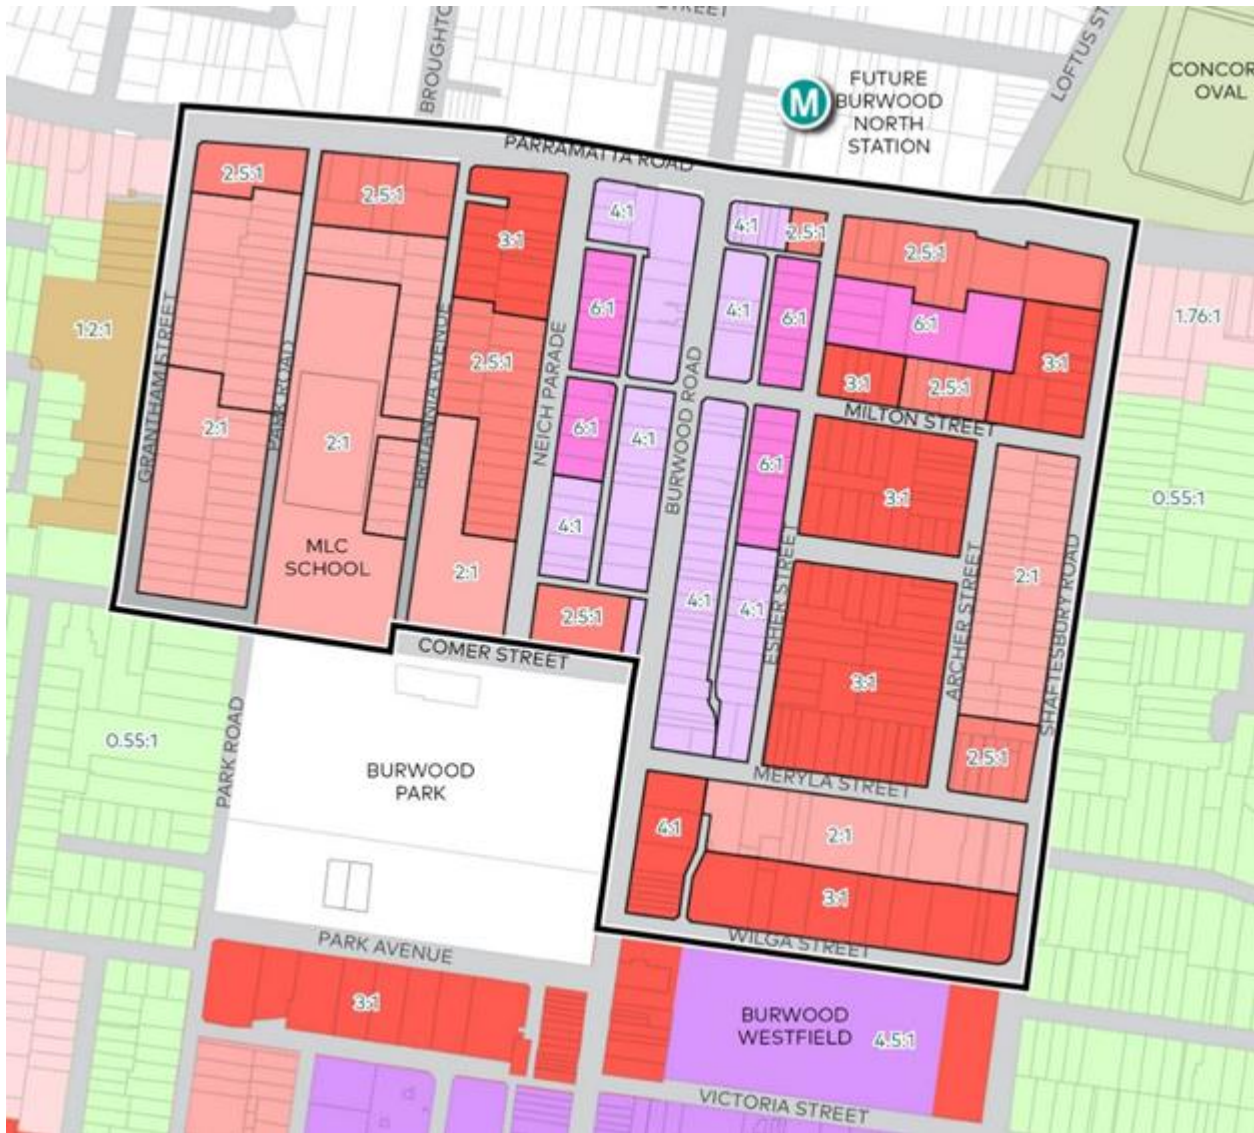 STREET
BROUGHTO
LOFTUS ST
CONCOR
OVAL
M
FUTURE
BURWOOD
NORTH
STATION
PARRAMATTA ROAD
2.5:1
2.5:1
3:1
4:1
4:1
2.5:1
2.5:1
6:1
4:1
6:1
6:1
1.76:1
1.2:1
2.5:1
3:1
3:1
2.5:1
MILTON STREET
GRANTHAM STREET
PARK ROAD
BRITANNIA AVENUE
NEICH PARADE
BURWOOD ROAD
2:1
2:1
6:1
4:1
6:1
3:1
0.55:1
4:1
MLC
SCHOOL
2:1
2:1
4:1
4:1
2.5:1
ESHER STREET
ARCHER STREET
SHAFTESBURY ROAD
COMER STREET
3:1
0.55:1
PARK ROAD
BURWOOD
PARK
2.5:1
MERYLA STREET
4:1
2:1
3:1
WILGA STREET
PARK AVENUE
3:1
BURWOOD
WESTFIELD
4.5:1
VICTORIA STREET